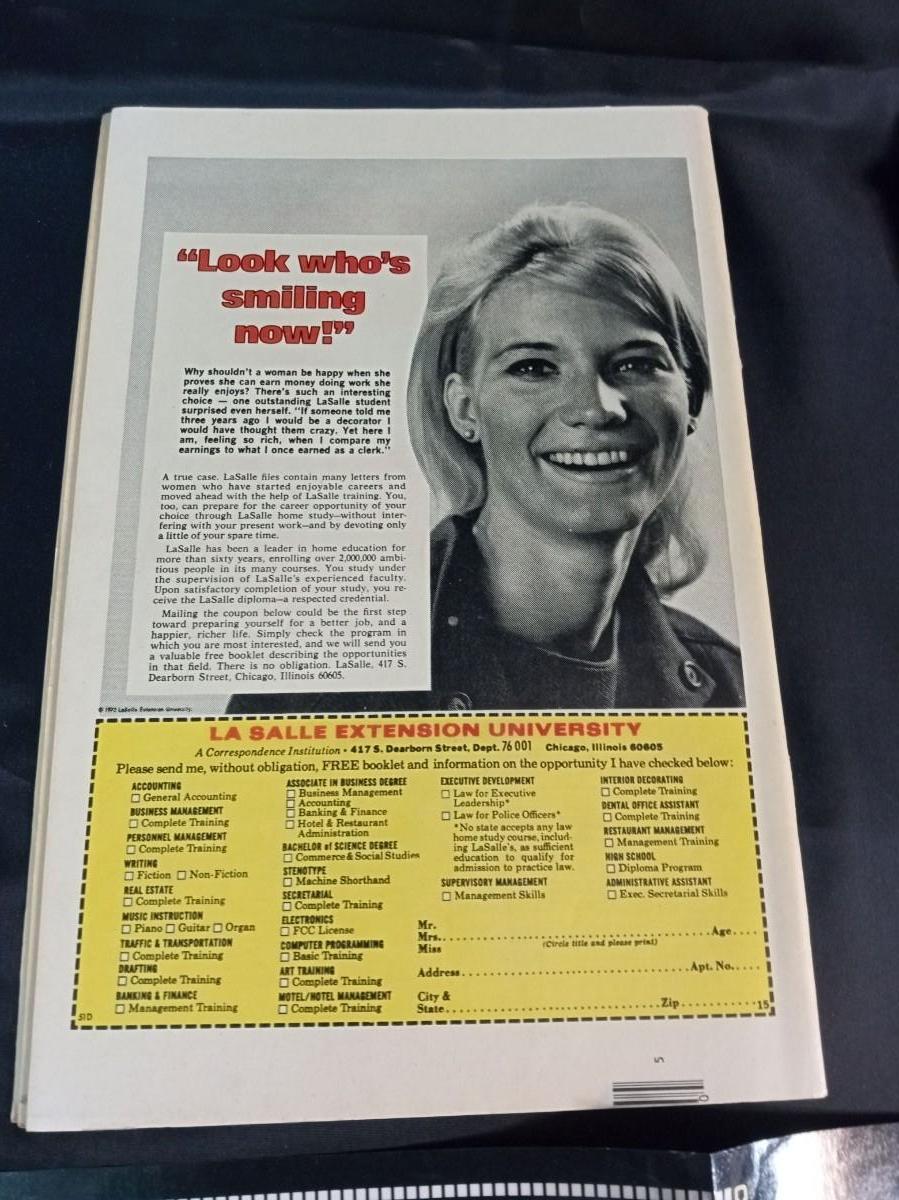 “Look who’s
smiling
now!”
Why shouldn’t a woman be happy when she
proves she can earn money doing work she
really enjoys? There’s such an interesting
choice — one outstanding LaSalle student
surprised even herself. “If someone told me
three years ago I would be a decorator I
would have thought them crazy. Yet here I
am, feeling so rich, when I compare my
earnings to what I once earned as a clerk.”
A true case. LaSalle files contain many letters from
women who have started enjoyable careers and
moved ahead with the help of LaSalle training. You,
too, can prepare for the career opportunity of your
choice through LaSalle home study—without inter-
fering with your present work—and by devoting only
a little of your spare time.
LaSalle has been a leader in home education for
more than sixty years, enrolling over 2,000,000 ambi-
tious people in its many courses. You study under
the supervision of LaSalle’s experienced faculty.
Upon satisfactory completion of your study, you re-
ceive the LaSalle diploma—a respected credential.
Mailing the coupon below could be the first step
toward preparing yourself for a better job, and a
happier, richer life. Simply check the program in
which you are most interested, and we will send you
a valuable free booklet describing the opportunities
in that field. There is no obligation. LaSalle, 417 S.
Dearborn Street, Chicago, Illinois 60605.
© 1972 LaSalle Extension University.
LA SALLE EXTENSION UNIVERSITY
A Correspondence Institution • 417 S. Dearborn Street, Dept. 76 001 Chicago, Illinois 60605
Please send me, without obligation, FREE booklet and information on the opportunity I have checked below:
ACCOUNTING
☐ General Accounting
BUSINESS MANAGEMENT
☐ Complete Training
PERSONNEL MANAGEMENT
☐ Complete Training
WRITING
☐ Fiction ☐ Non-Fiction
REAL ESTATE
☐ Complete Training
MUSIC INSTRUCTION
☐ Piano ☐ Guitar ☐ Organ
TRAFFIC & TRANSPORTATION
☐ Complete Training
DRAFTING
☐ Complete Training
BANKING & FINANCE
☐ Management Training
51D
ASSOCIATE IN BUSINESS DEGREE
☐ Business Management
☐ Accounting
☐ Banking & Finance
☐ Hotel & Restaurant
Administration
BACHELOR of SCIENCE DEGREE
☐ Commerce & Social Studies
STENOTYPE
☐ Machine Shorthand
SECRETARIAL
☐ Complete Training
ELECTRONICS
☐ FCC License
COMPUTER PROGRAMMING
☐ Basic Training
ART TRAINING
☐ Complete Training
MOTEL/HOTEL MANAGEMENT
☐ Complete Training
EXECUTIVE DEVELOPMENT
☐ Law for Executive
Leadership*
☐ Law for Police Officers*
*No state accepts any law
home study course, includ-
ing LaSalle’s, as sufficient
education to qualify for
admission to practice law.
SUPERVISORY MANAGEMENT
☐ Management Skills
INTERIOR DECORATING
☐ Complete Training
DENTAL OFFICE ASSISTANT
☐ Complete Training
RESTAURANT MANAGEMENT
☐ Management Training
HIGH SCHOOL
☐ Diploma Program
ADMINISTRATIVE ASSISTANT
☐ Exec. Secretarial Skills
Mr.
Mrs. Age
Miss (Circle title and please print)
Address Apt. No.
City &
State Zip 15
5
0